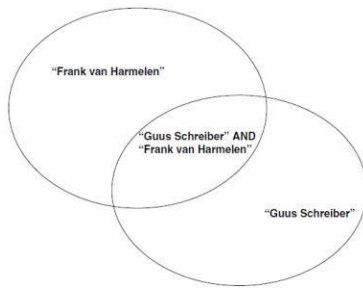 “Frank van Harmelen”
“Guus Schreiber” AND
“Frank van Harmelen”
“Guus Schreiber”